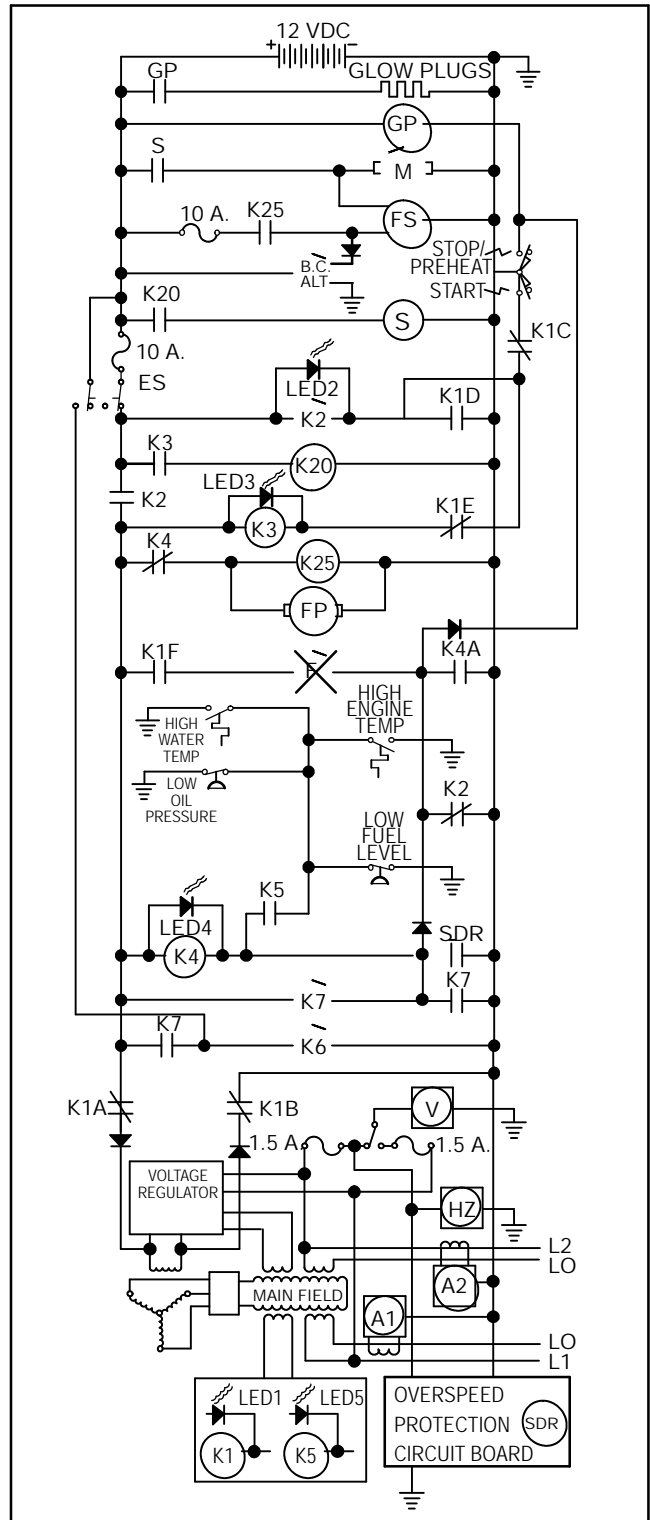 12 VDC
+ -
GP
GLOW PLUGS
GP
S
M
10 A.
K25
FS
B.C.
ALT
STOP/
PREHEAT
START
K20
S
K1C
10 A.
ES
LED2
K2
K1D
K3
K20
LED3
K2
K3
K1E
K4
K25
FP
K1F
K4A
HIGH
WATER
TEMP
HIGH
ENGINE
TEMP
LOW
OIL
PRESSURE
K2
LOW
FUEL
LEVEL
K5
LED4
K4
SDR
K7
K7
K7
K6
K1A
K1B
V
1.5 A.
1.5 A.
VOLTAGE
REGULATOR
HZ
L2
LO
A2
MAIN FIELD
A1
LO
L1
LED1
LED5
K1
K5
OVERSPEED
PROTECTION
CIRCUIT BOARD
SDR